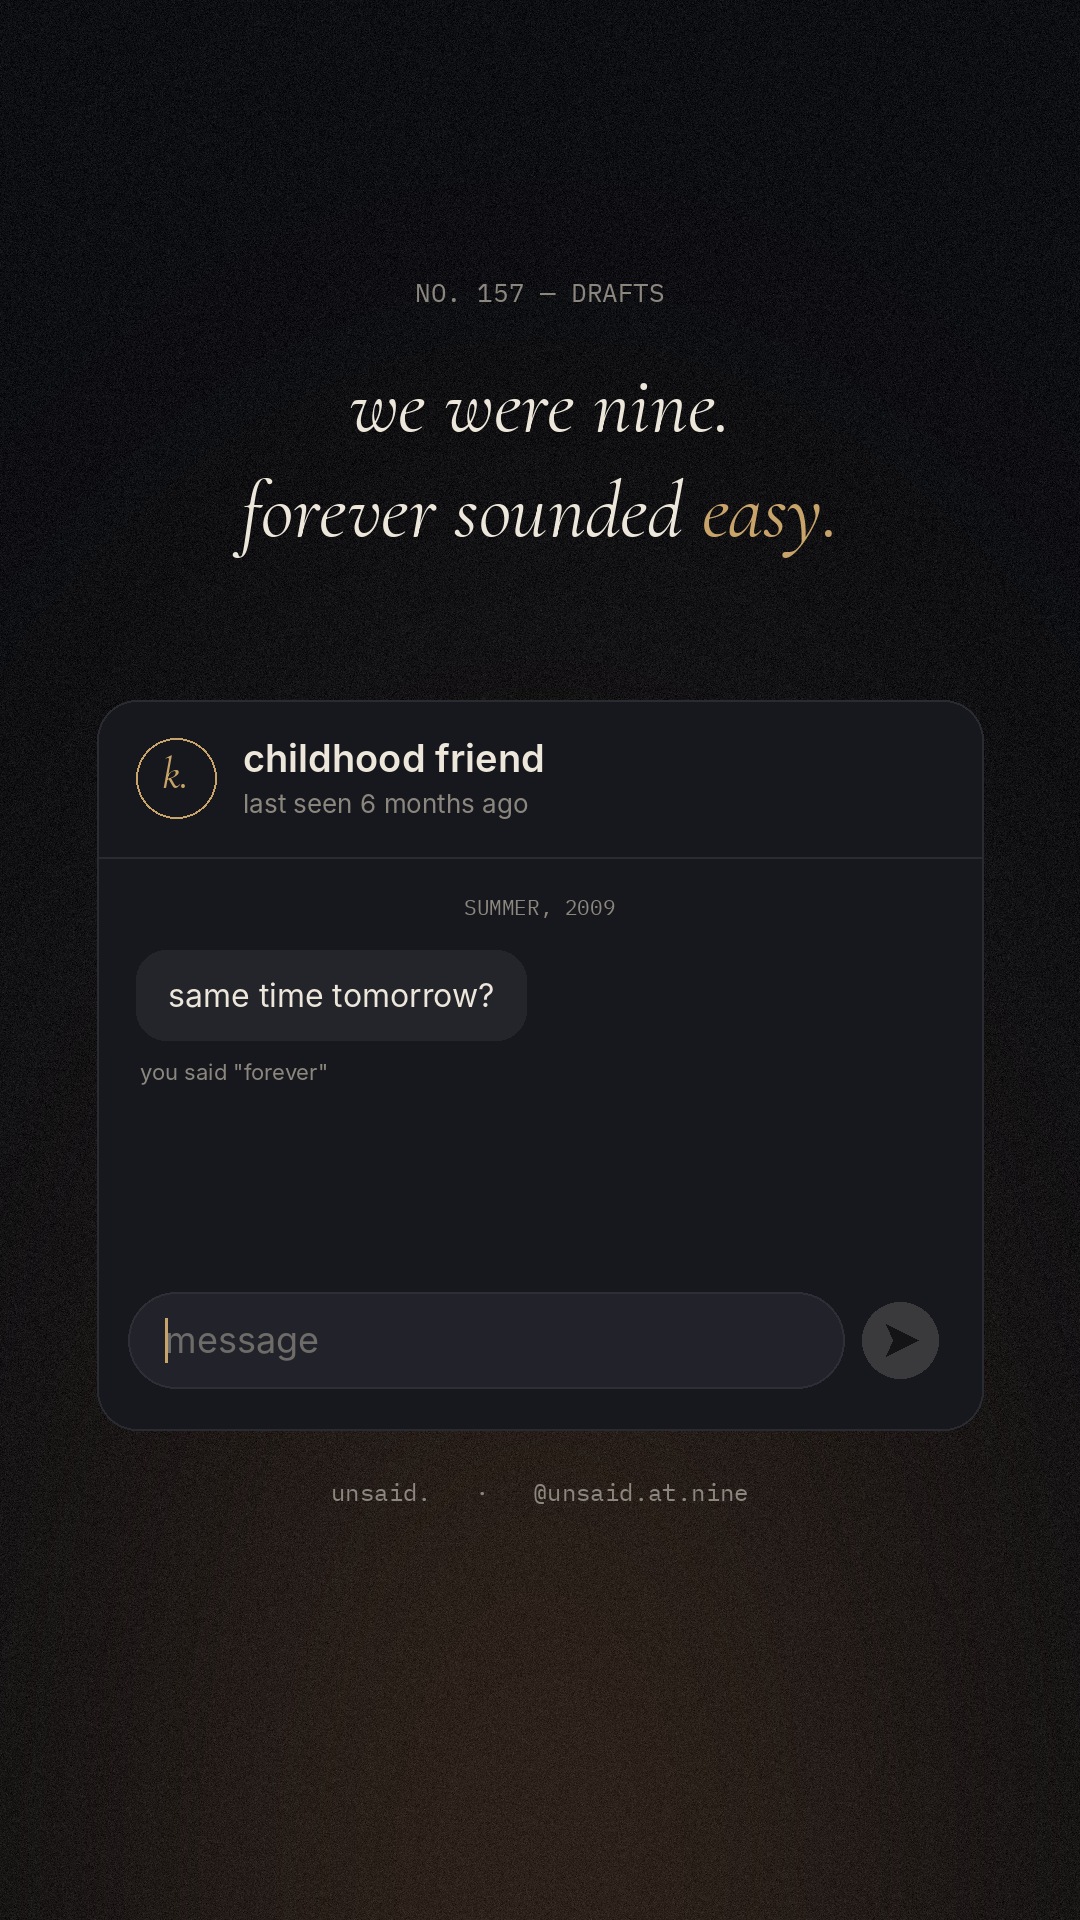 NO. 157 — DRAFTS
we were nine.
forever sounded easy.
k.
childhood friend
last seen 6 months ago
SUMMER, 2009
same time tomorrow?
you said "forever"
message
unsaid. · @unsaid.at.nine